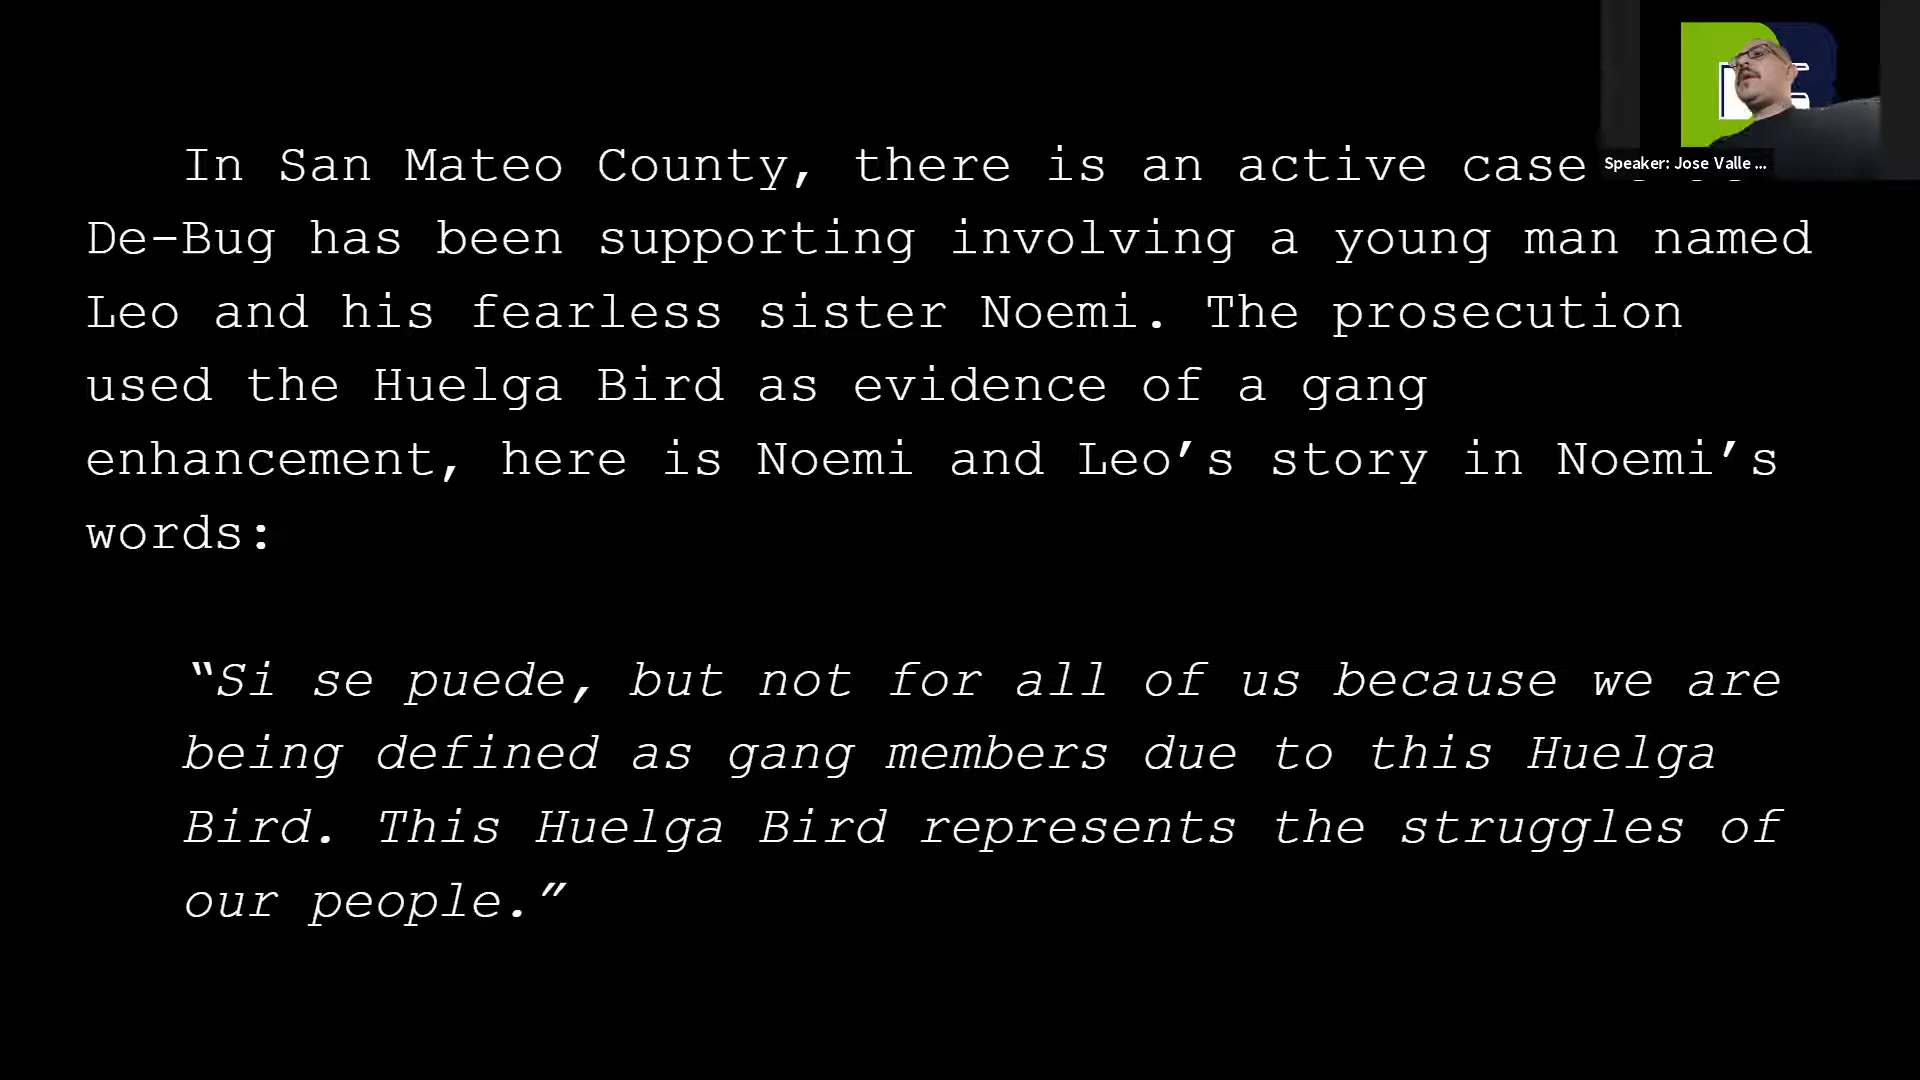 Speaker: Jose Valle ...
In San Mateo County, there is an active case
De-Bug has been supporting involving a young man named
Leo and his fearless sister Noemi. The prosecution
used the Huelga Bird as evidence of a gang
enhancement, here is Noemi and Leo’s story in Noemi’s
words:
“Si se puede, but not for all of us because we are
being defined as gang members due to this Huelga
Bird. This Huelga Bird represents the struggles of
our people.”